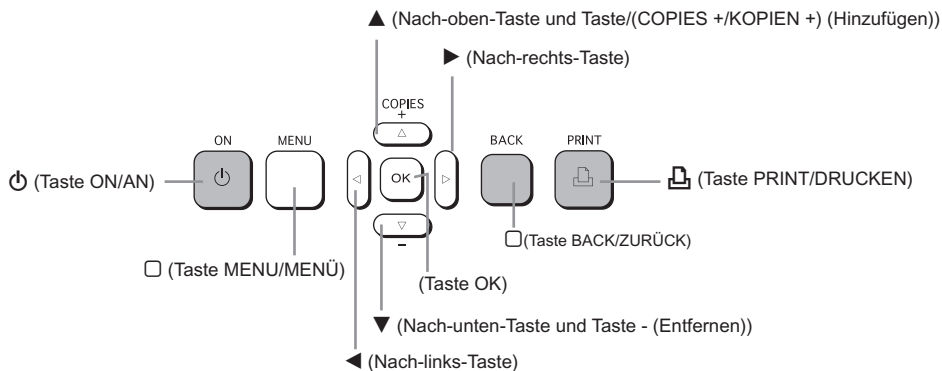 ▲ (Nach-oben-Taste und Taste/(COPIES +/KOPIEN +) (Hinzufügen))
▶ (Nach-rechts-Taste)
COPIES
+
ON
MENU
BACK
PRINT
OK
(Taste ON/AN)
(Taste PRINT/DRUCKEN)
(Taste BACK/ZURÜCK)
–
(Taste MENU/MENÜ)
(Taste OK)
▼ (Nach-unten-Taste und Taste - (Entfernen))
◀ (Nach-links-Taste)